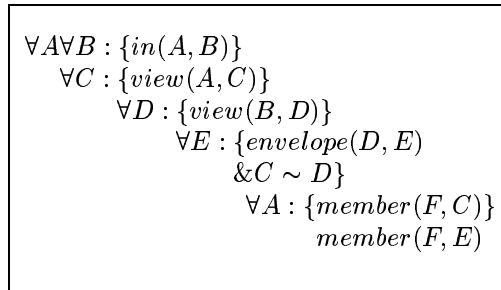 ∀A∀B : {in(A, B)}
∀C : {view(A, C)}
∀D : {view(B, D)}
∀E : {envelope(D, E)
&C ∼ D}
∀A : {member(F, C)}
member(F, E)